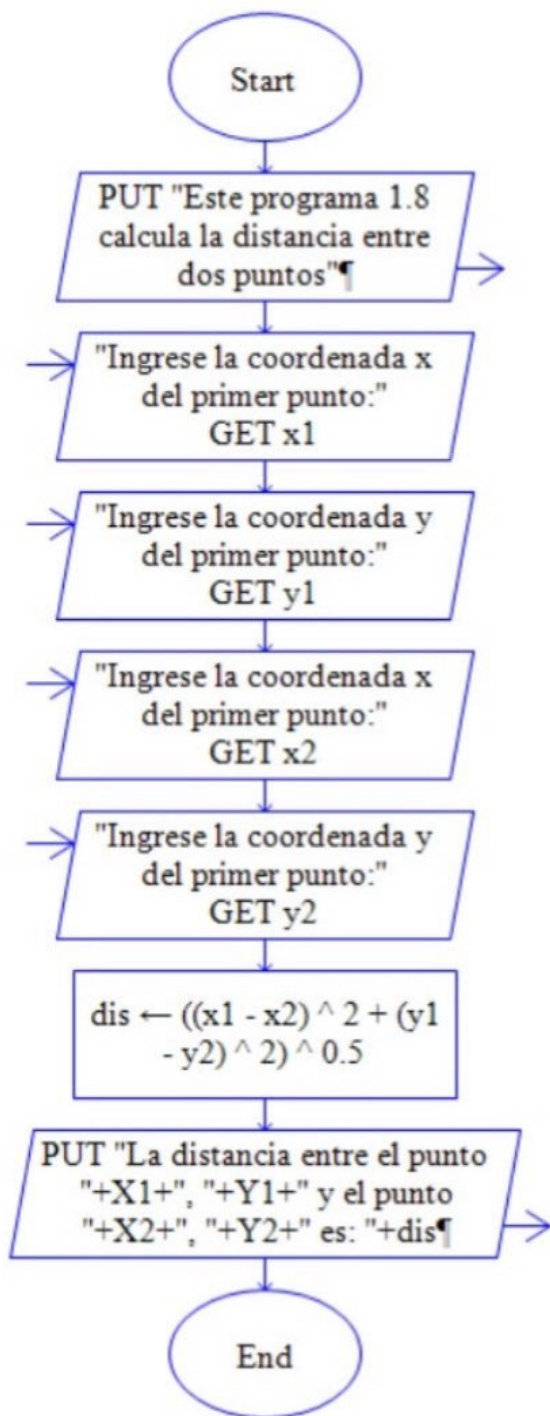 Start
PUT "Este programa 1.8
calcula la distancia entre
dos puntos"¶
"Ingrese la coordenada x
del primer punto:"
GET x1
"Ingrese la coordenada y
del primer punto:"
GET y1
"Ingrese la coordenada x
del primer punto:"
GET x2
"Ingrese la coordenada y
del primer punto:"
GET y2
dis ← ((x1 - x2) ^ 2 + (y1
- y2) ^ 2) ^ 0.5
PUT "La distancia entre el punto
"+X1+", "+Y1+" y el punto
"+X2+", "+Y2+" es: "+dis¶
End